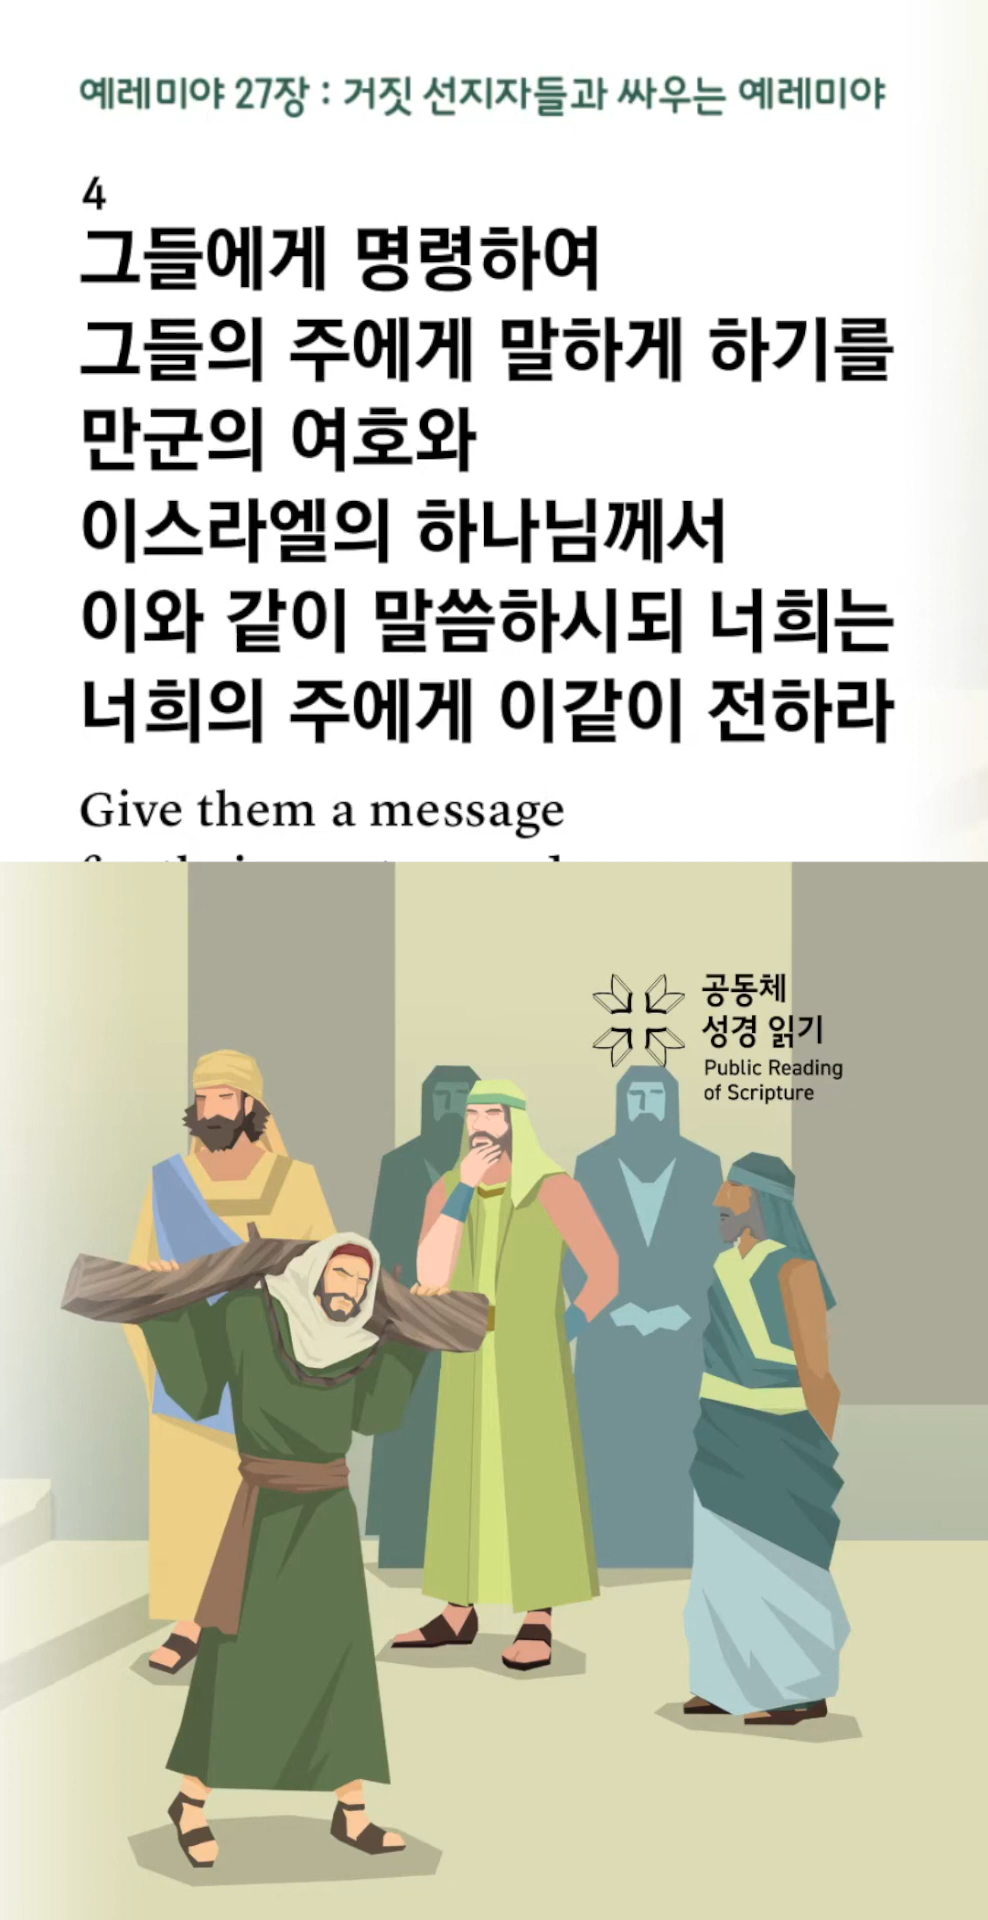 예레미야 27장 : 거짓 선지자들과 싸우는 예레미야
4
그들에게 명령하여
그들의 주에게 말하게 하기를
만군의 여호와
이스라엘의 하나님께서
이와 같이 말씀하시되 너희는
너희의 주에게 이같이 전하라
Give them a message
공동체
성경 읽기
Public Reading
of Scripture